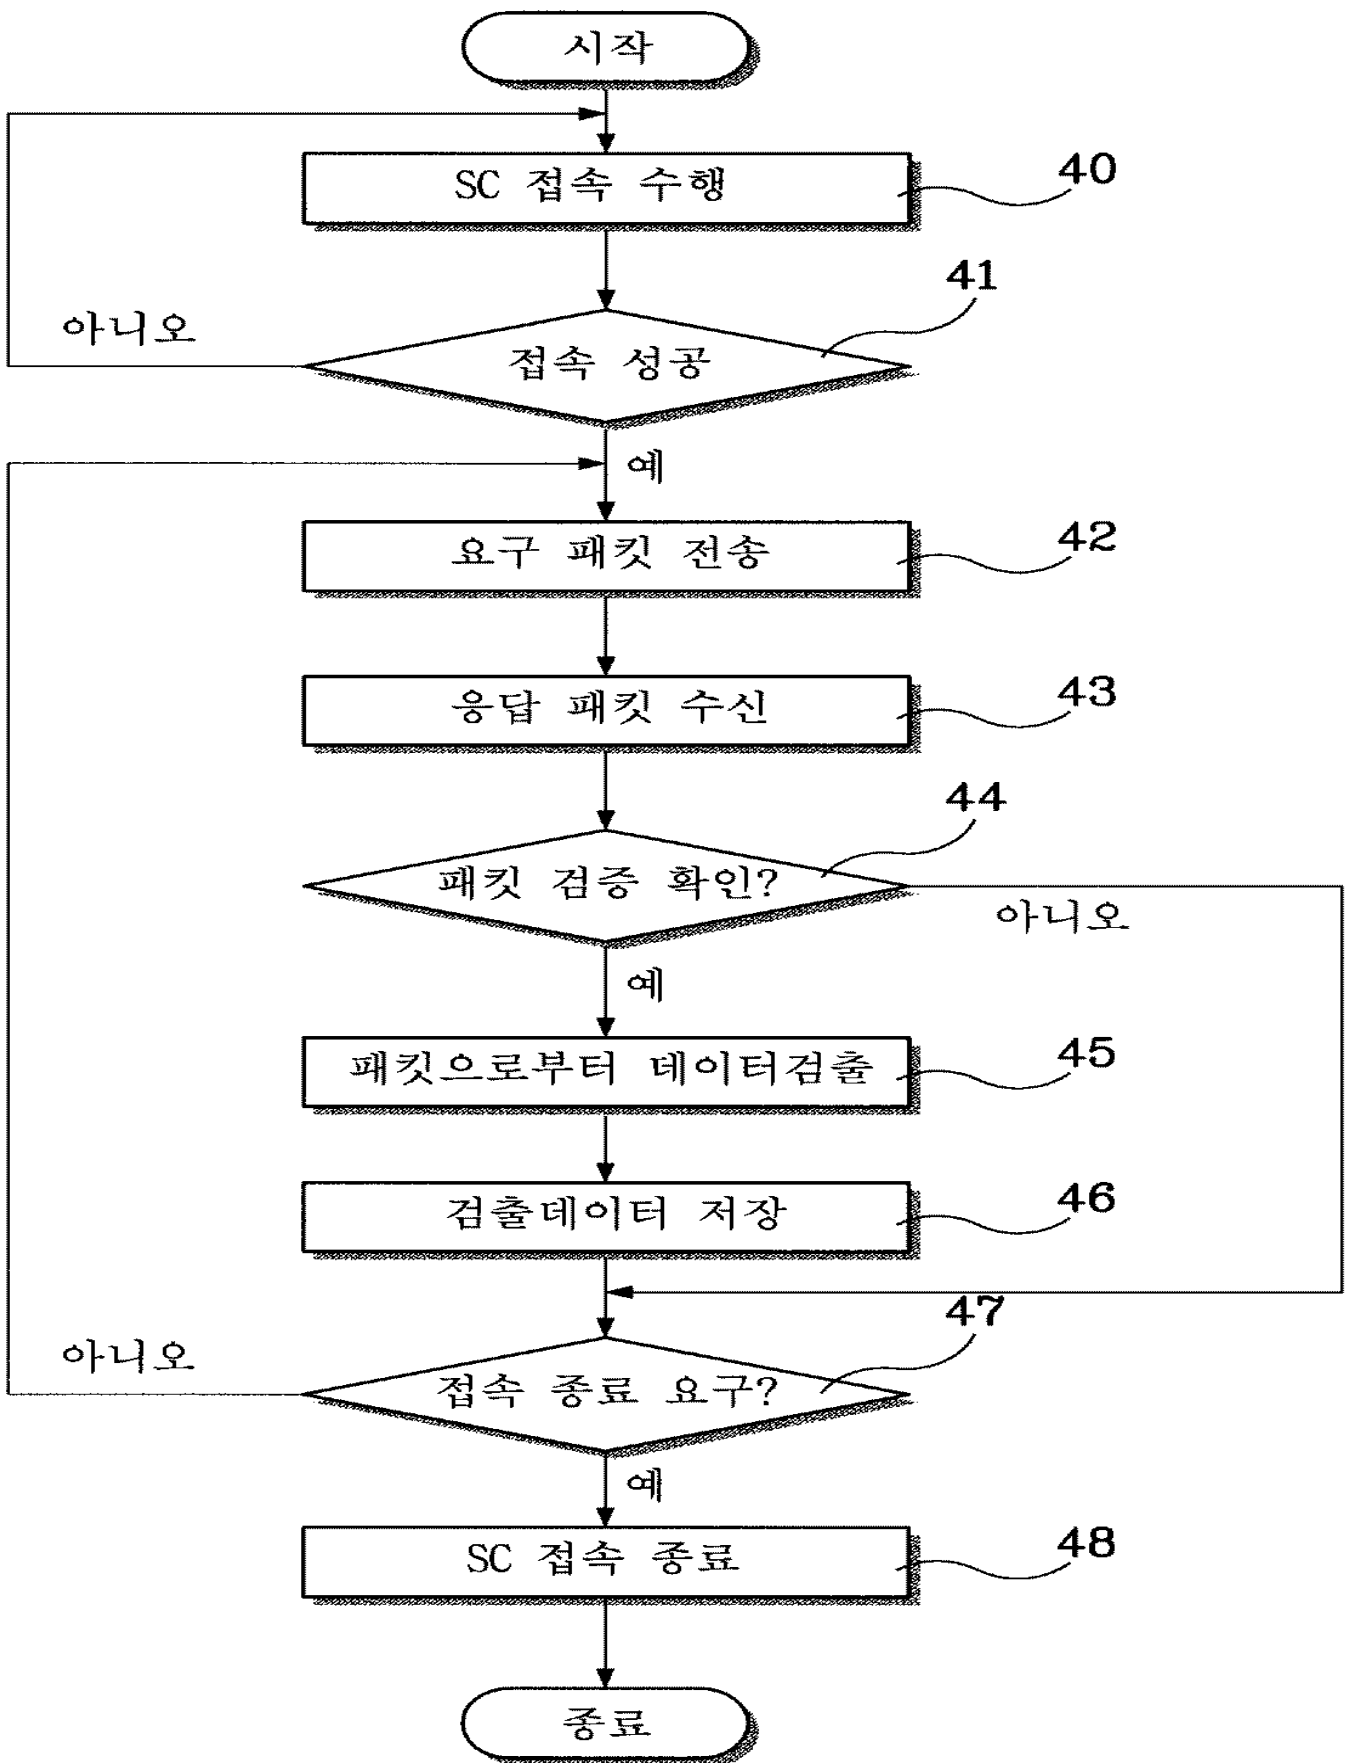 시작
SC 접속 수행
40
41
아니오
접속 성공
예
요구 패킷 전송
42
응답 패킷 수신
43
44
패킷 검증 확인?
아니오
예
패킷으로부터 데이터검출
45
검출데이터 저장
46
47
아니오
접속 종료 요구?
예
SC 접속 종료
48
종료